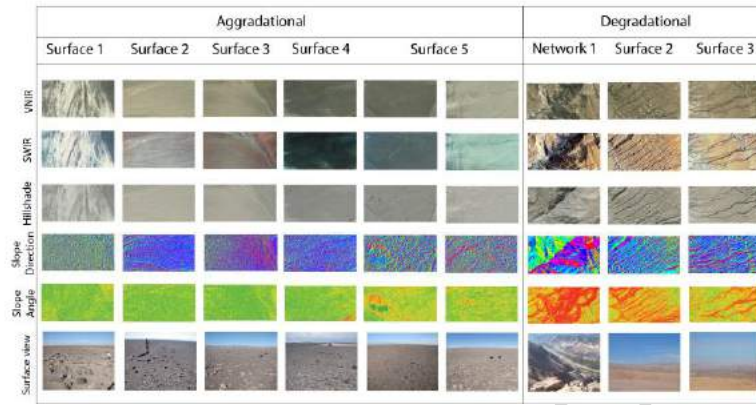 Aggradational Degradational
Surface 1 Surface 2 Surface 3 Surface 4 Surface 5 Network 1 Surface 2 Surface 3
VNIR
SWIR
Hillshade
Slope
Direction
Slope
Angle
Surface view